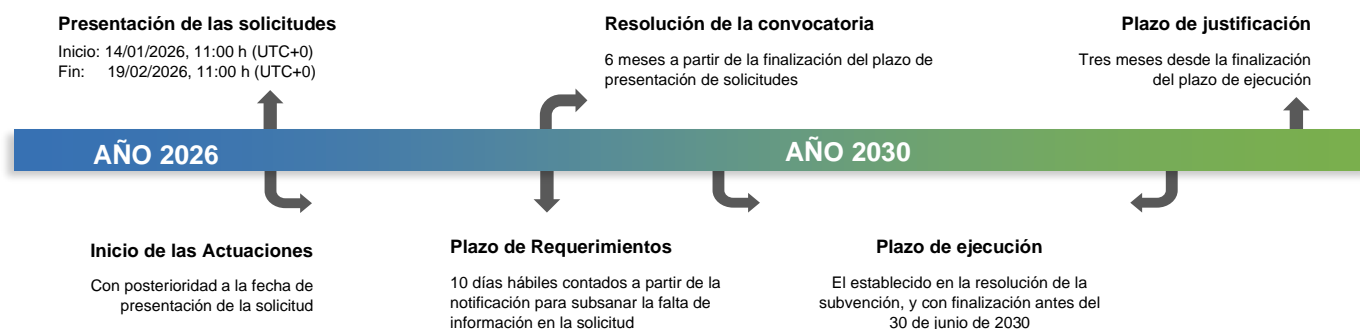 Presentación de las solicitudes
Inicio: 14/01/2026, 11:00 h (UTC+0)
Fin: 19/02/2026, 11:00 h (UTC+0)
Resolución de la convocatoria
6 meses a partir de la finalización del plazo de
presentación de solicitudes
Plazo de justificación
Tres meses desde la finalización
del plazo de ejecución
AÑO 2026
AÑO 2030
Inicio de las Actuaciones
Con posterioridad a la fecha de
presentación de la solicitud
Plazo de Requerimientos
10 días hábiles contados a partir de la
notificación para subsanar la falta de
información en la solicitud
Plazo de ejecución
El establecido en la resolución de la
subvención, y con finalización antes del
30 de junio de 2030